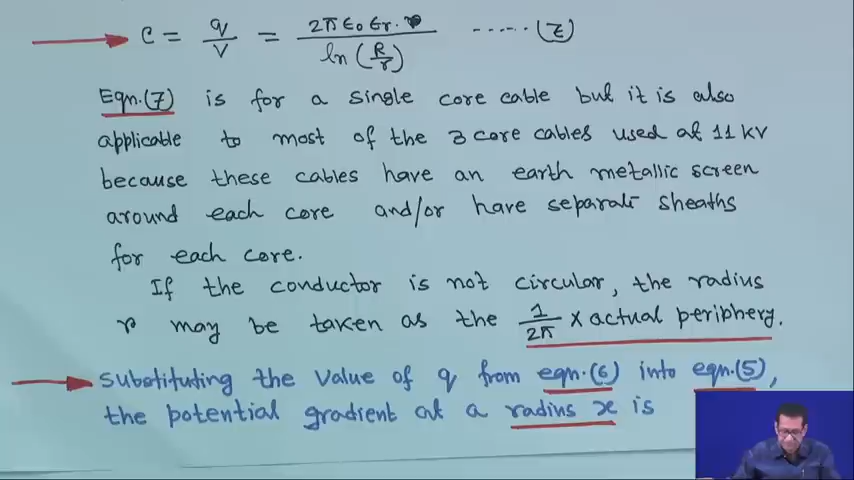 C = q/V = 2π ε0 εr. / ln (R/r) ...... (7)
Eqn.(7) is for a single core cable but it is also
applicable to most of the 3 core cables used at 11 kV
because these cables have an earth metallic screen
around each core and/or have separate sheaths
for each core.
If the conductor is not circular, the radius
r may be taken as the 1/2π × actual periphery.
Substituting the value of q from eqn.(6) into eqn.(5),
the potential gradient at a radius x is